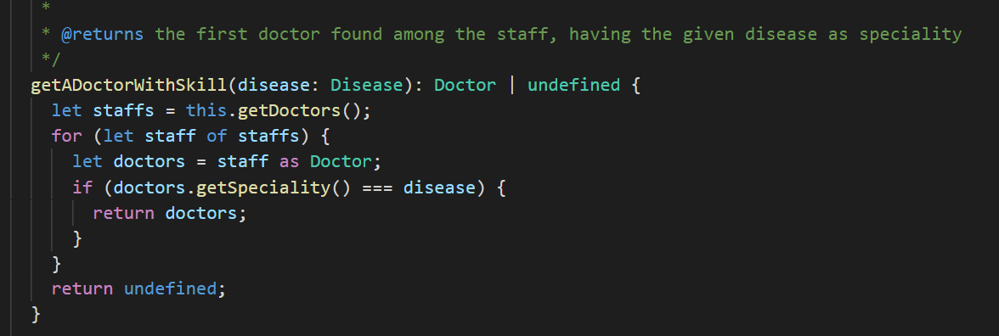 *
* @returns the first doctor found among the staff, having the given disease as speciality
*/
getADoctorWithSkill(disease: Disease): Doctor | undefined {
let staffs = this.getDoctors();
for (let staff of staffs) {
let doctors = staff as Doctor;
if (doctors.getSpeciality() === disease) {
return doctors;
}
}
return undefined;
}